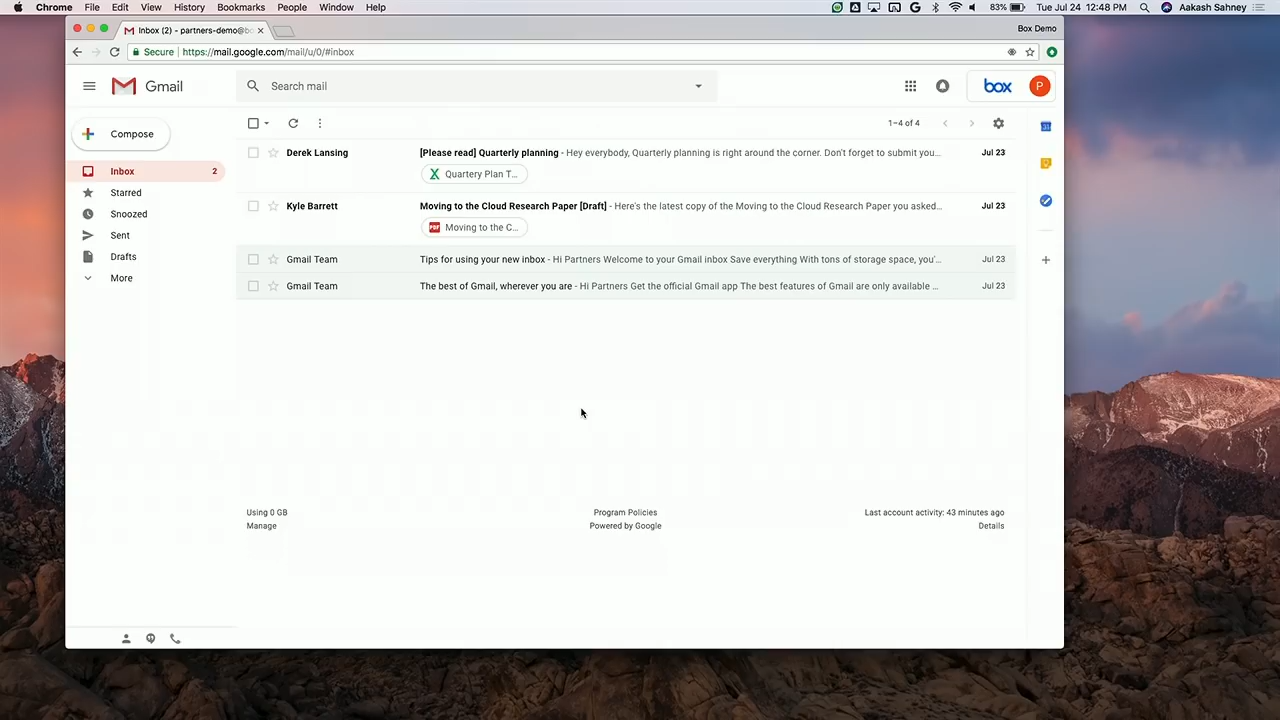 Chrome File Edit View History Bookmarks People Window Help 83% Tue Jul 24 12:48 PM Aakash Sahney
Inbox (2) - partners-demo@bo Box Demo
Secure https://mail.google.com/mail/u/0/#inbox
Gmail Search mail box P
Compose 1–4 of 4
Inbox 2
Starred
Snoozed
Sent
Drafts
More
Derek Lansing [Please read] Quarterly planning - Hey everybody, Quarterly planning is right around the corner. Don't forget to submit you... Jul 23
X Quartery Plan T...
Kyle Barrett Moving to the Cloud Research Paper [Draft] - Here's the latest copy of the Moving to the Cloud Research Paper you asked... Jul 23
PDF Moving to the C...
Gmail Team Tips for using your new inbox - Hi Partners Welcome to your Gmail inbox Save everything With tons of storage space, you'... Jul 23
Gmail Team The best of Gmail, wherever you are - Hi Partners Get the official Gmail app The best features of Gmail are only available ... Jul 23
Using 0 GB Program Policies Last account activity: 43 minutes ago
Manage Powered by Google Details